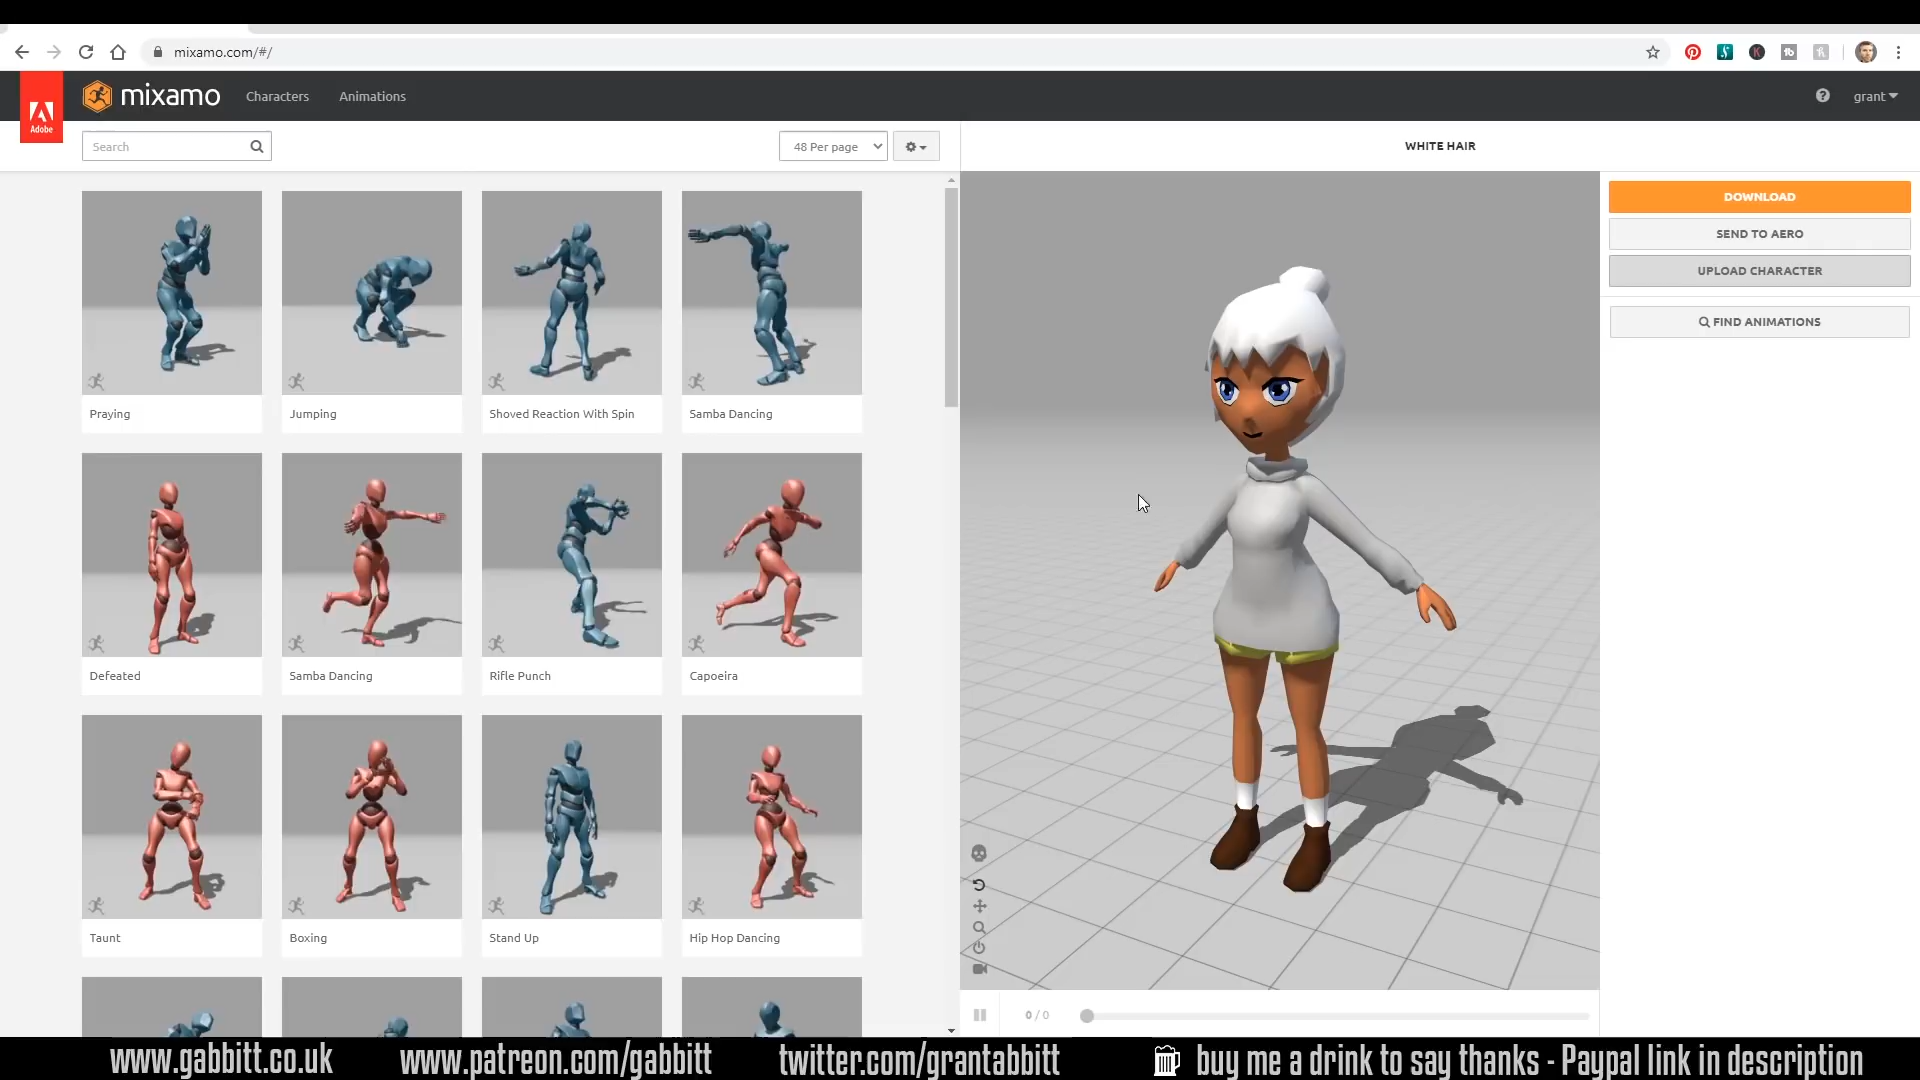 mixamo.com/#/
Adobe
mixamo
Characters
Animations
grant
Search
48 Per page
WHITE HAIR
DOWNLOAD
SEND TO AERO
UPLOAD CHARACTER
FIND ANIMATIONS
Praying
Jumping
Shoved Reaction With Spin
Samba Dancing
Defeated
Samba Dancing
Rifle Punch
Capoeira
Taunt
Boxing
Stand Up
Hip Hop Dancing
0 / 0
www.gabbitt.co.uk
www.patreon.com/gabbitt
twitter.com/grantabbitt
buy me a drink to say thanks - Paypal link in description